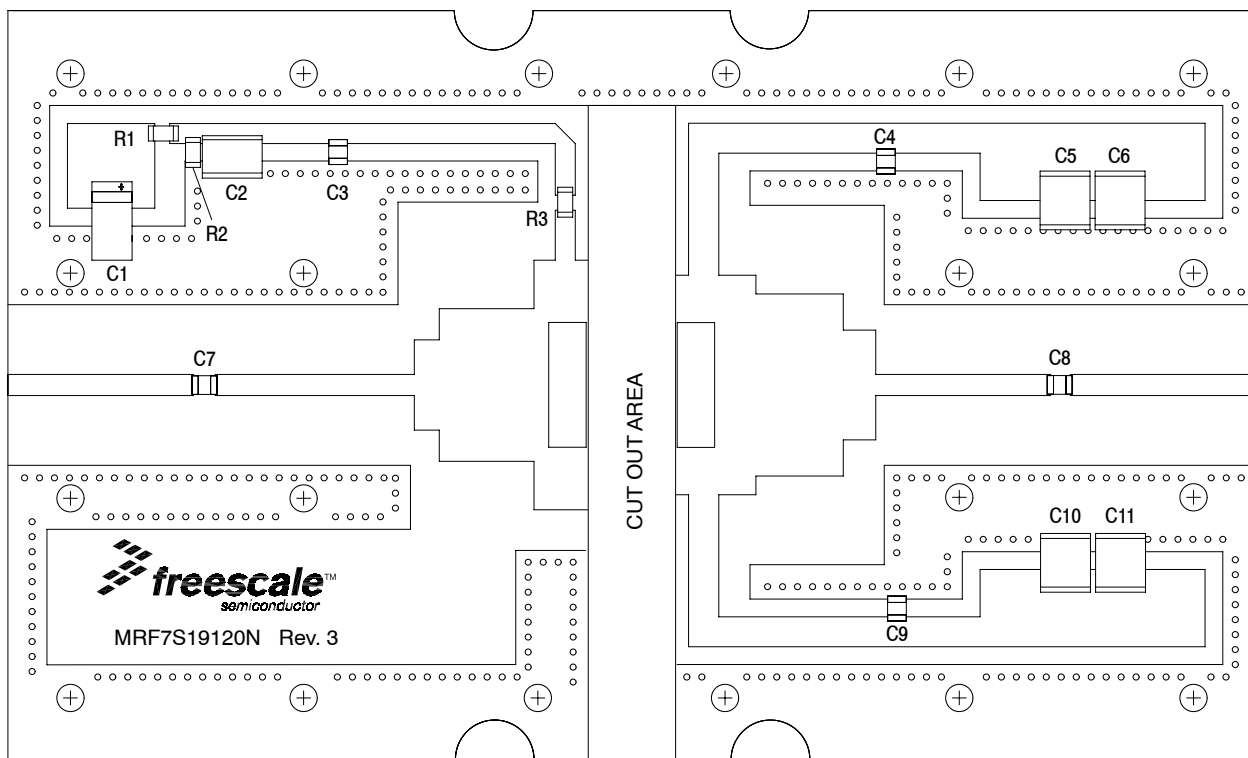 R1
C2
C3
R2
C1
+
R3
C4
C5 C6
C7
C8
CUT OUT AREA
C10 C11
C9
freescale™
semiconductor
MRF7S19120N Rev. 3